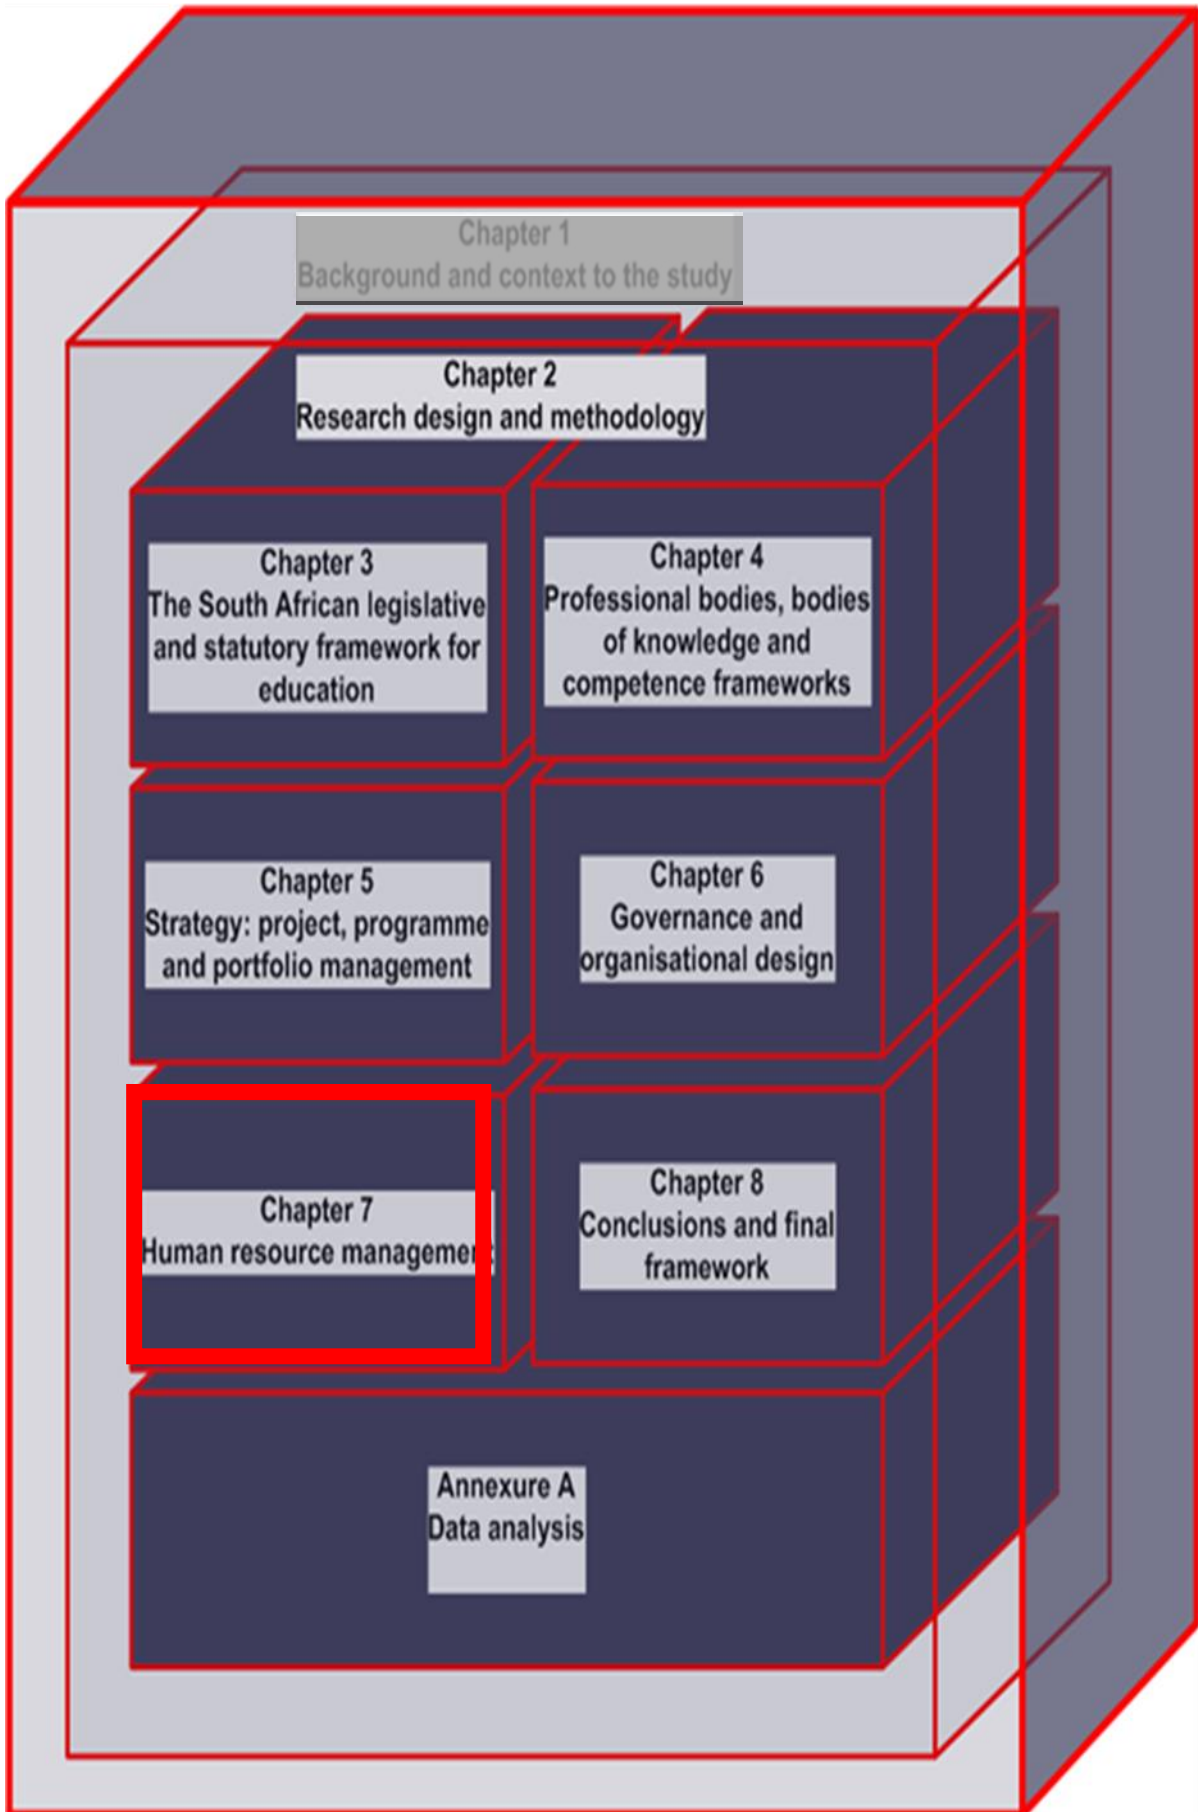 Chapter 1
Background and context to the study
Chapter 2
Research design and methodology
Chapter 3
The South African legislative
and statutory framework for
education
Chapter 4
Professional bodies, bodies
of knowledge and
competence frameworks
Chapter 5
Strategy: project, programme
and portfolio management
Chapter 6
Governance and
organisational design
Chapter 7
Human resource management
Chapter 8
Conclusions and final
framework
Annexure A
Data analysis